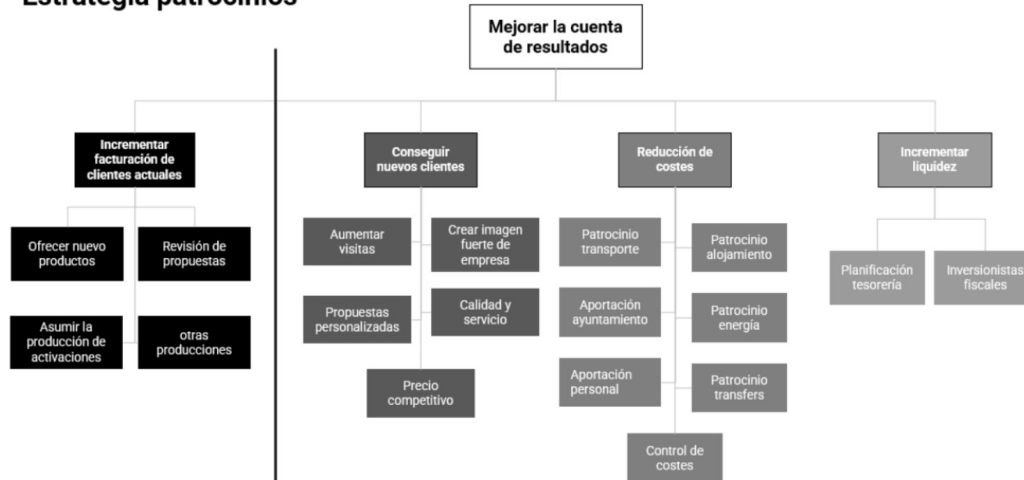 Estrategia patrocinios
Mejorar la cuenta
de resultados
Incrementar
facturación de
clientes actuales
Conseguir
nuevos clientes
Reducción de
costes
Incrementar
liquidez
Ofrecer nuevo
productos
Revisión de
propuestas
Asumir la
producción de
activaciones
otras
producciones
Aumentar
visitas
Crear imagen
fuerte de
empresa
Propuestas
personalizadas
Calidad y
servicio
Precio
competitivo
Patrocinio
transporte
Patrocinio
alojamiento
Aportación
ayuntamiento
Patrocinio
energía
Aportación
personal
Patrocinio
transfers
Control de
costes
Planificación
tesorería
Inversionistas
fiscales